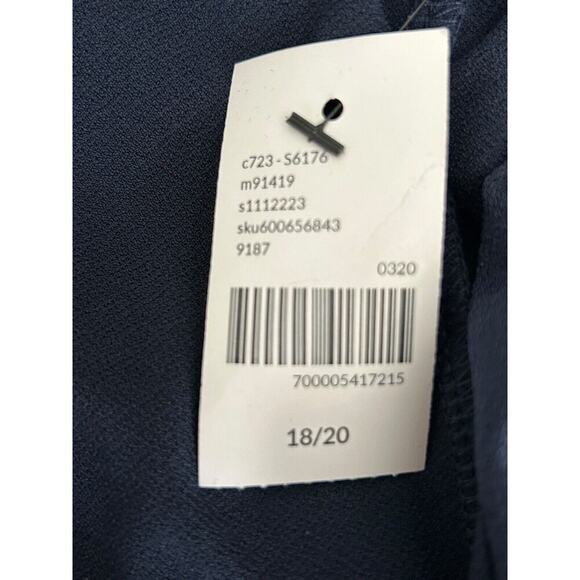 c723 - S6176
m91419
s1112223
sku600656843
9187
0320
700005417215
18/20